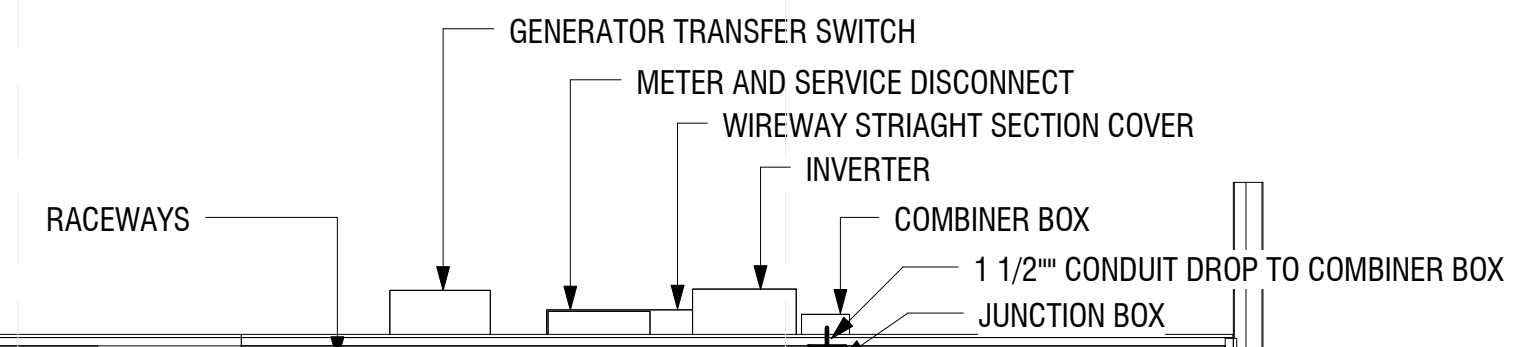 GENERATOR TRANSFER SWITCH
METER AND SERVICE DISCONNECT
WIREWAY STRIAGHT SECTION COVER
INVERTER
RACEWAYS
COMBINER BOX
1 1/2"" CONDUIT DROP TO COMBINER BOX
JUNCTION BOX